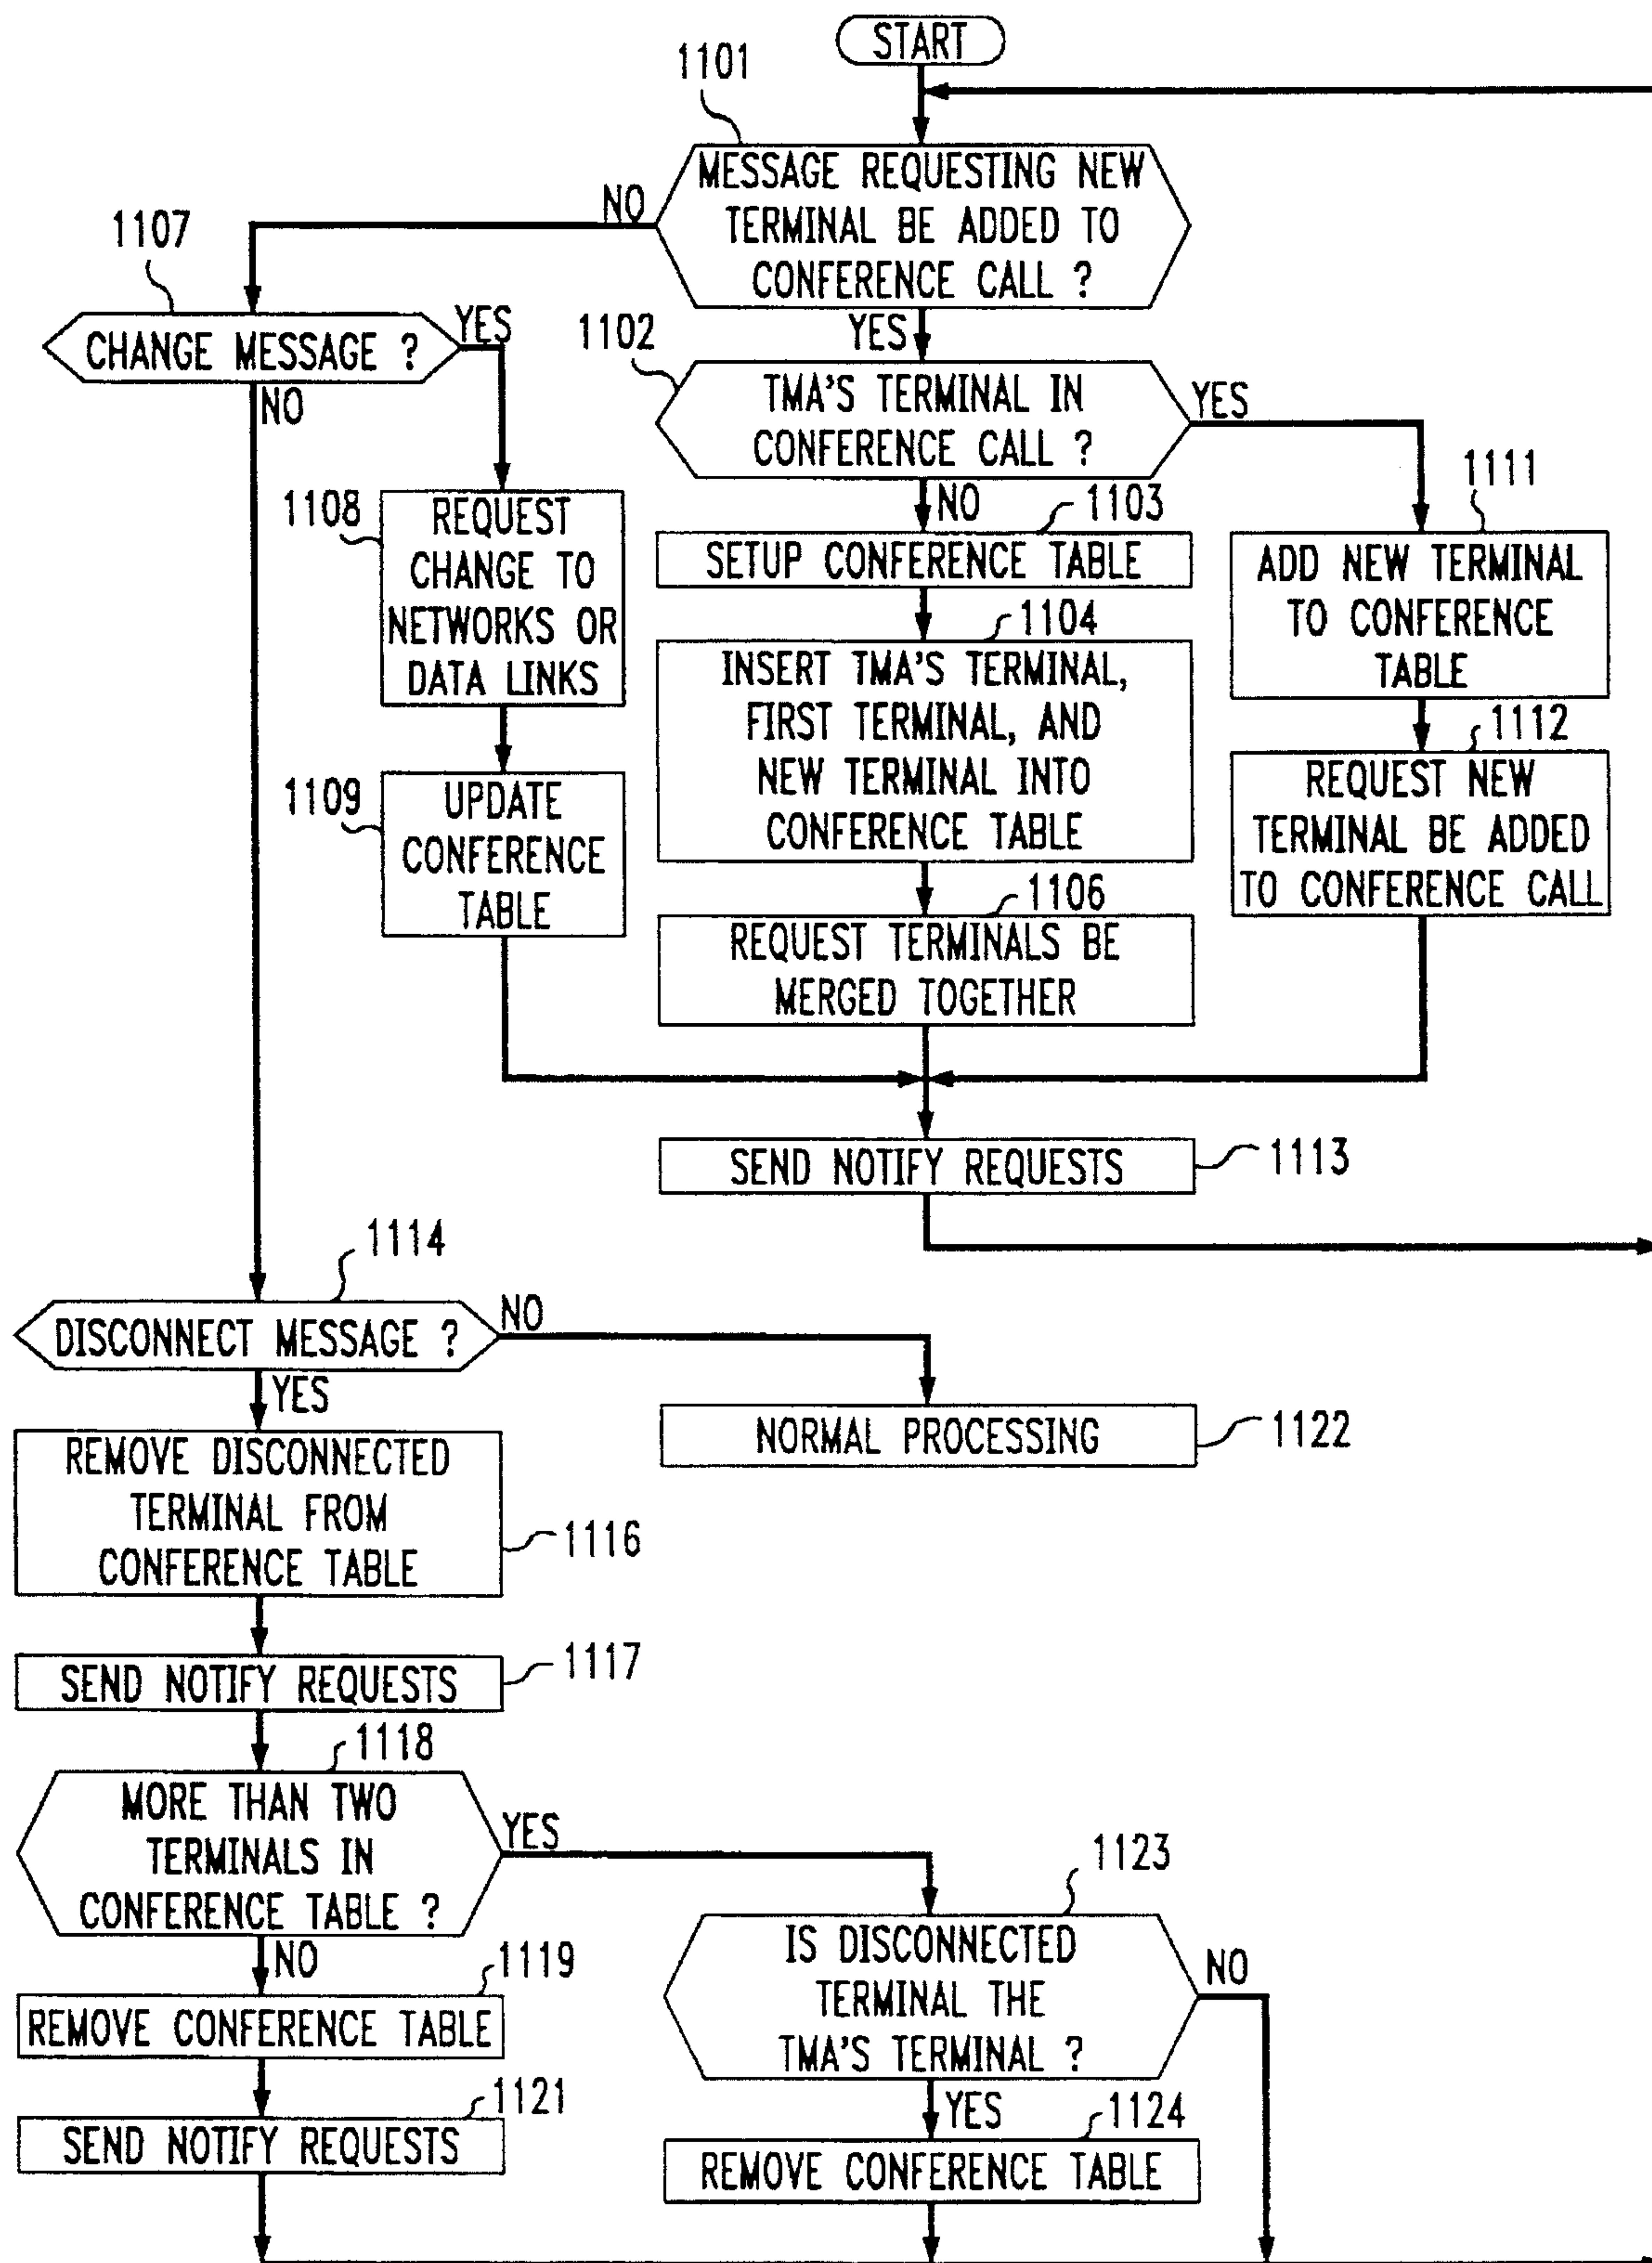 START
1101
MESSAGE REQUESTING NEW
TERMINAL BE ADDED TO
CONFERENCE CALL ?
NO
YES
1107
CHANGE MESSAGE ?
YES
NO
1102
TMA'S TERMINAL IN
CONFERENCE CALL ?
YES
NO
1108
REQUEST
CHANGE TO
NETWORKS OR
DATA LINKS
1109
UPDATE
CONFERENCE
TABLE
1103
SETUP CONFERENCE TABLE
1104
INSERT TMA'S TERMINAL,
FIRST TERMINAL, AND
NEW TERMINAL INTO
CONFERENCE TABLE
1106
REQUEST TERMINALS BE
MERGED TOGETHER
1111
ADD NEW TERMINAL
TO CONFERENCE
TABLE
1112
REQUEST NEW
TERMINAL BE ADDED
TO CONFERENCE CALL
SEND NOTIFY REQUESTS
1113
1114
DISCONNECT MESSAGE ?
NO
YES
NORMAL PROCESSING
1122
REMOVE DISCONNECTED
TERMINAL FROM
CONFERENCE TABLE
1116
SEND NOTIFY REQUESTS
1117
1118
MORE THAN TWO
TERMINALS IN
CONFERENCE TABLE ?
YES
NO
1119
REMOVE CONFERENCE TABLE
1121
SEND NOTIFY REQUESTS
1123
IS DISCONNECTED
TERMINAL THE
TMA'S TERMINAL ?
NO
YES
1124
REMOVE CONFERENCE TABLE